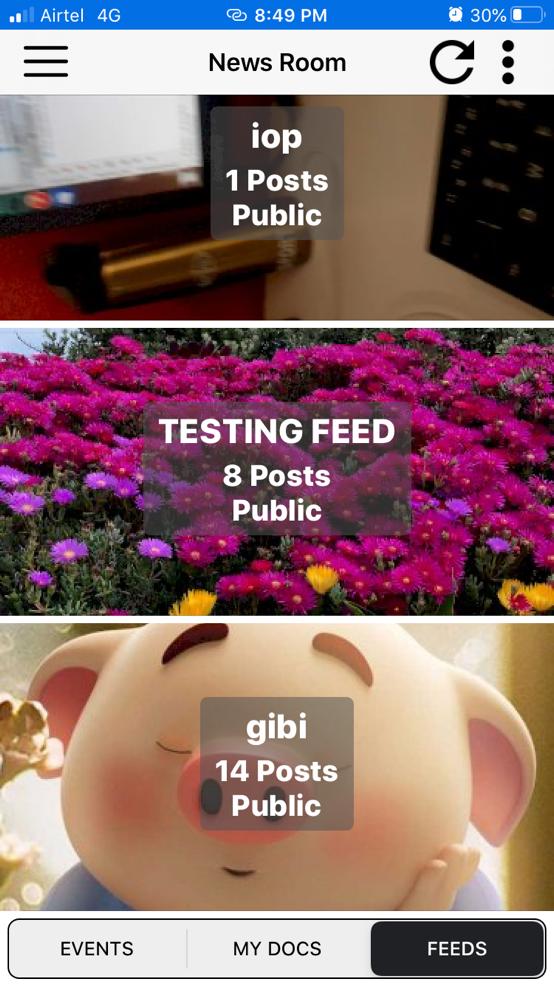 Airtel 4G 8:49 PM 30%
News Room
iop
1 Posts
Public
TESTING FEED
8 Posts
Public
gibi
14 Posts
Public
EVENTS MY DOCS FEEDS